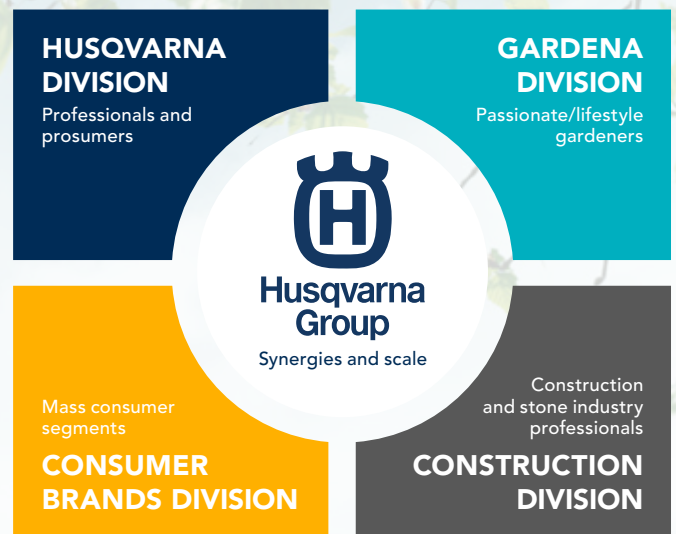 HUSQVARNA
DIVISION
Professionals and
prosumers
GARDENA
DIVISION
Passionate/lifestyle
gardeners
H
Husqvarna
Group
Synergies and scale
Mass consumer
segments
CONSUMER
BRANDS DIVISION
Construction
and stone industry
professionals
CONSTRUCTION
DIVISION